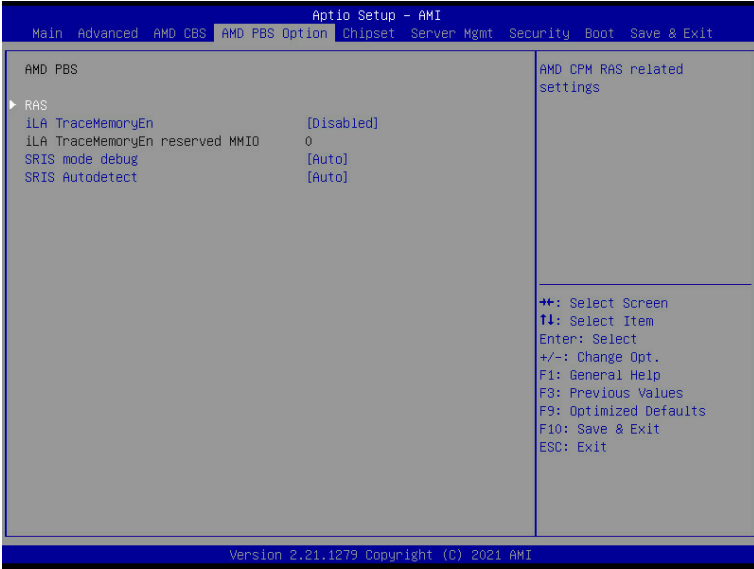 Aptio Setup - AMI
Main Advanced AMD CBS AMD PBS Option Chipset Server Mgmt Security Boot Save & Exit
AMD PBS
RAS
iLA TraceMemoryEn [Disabled]
iLA TraceMemoryEn reserved MMIO 0
SRIS mode debug [Auto]
SRIS Autodetect [Auto]
AMD CPM RAS related
settings
→←: Select Screen
↑↓: Select Item
Enter: Select
+/-: Change Opt.
F1: General Help
F3: Previous Values
F9: Optimized Defaults
F10: Save & Exit
ESC: Exit
Version 2.21.1279 Copyright (C) 2021 AMI